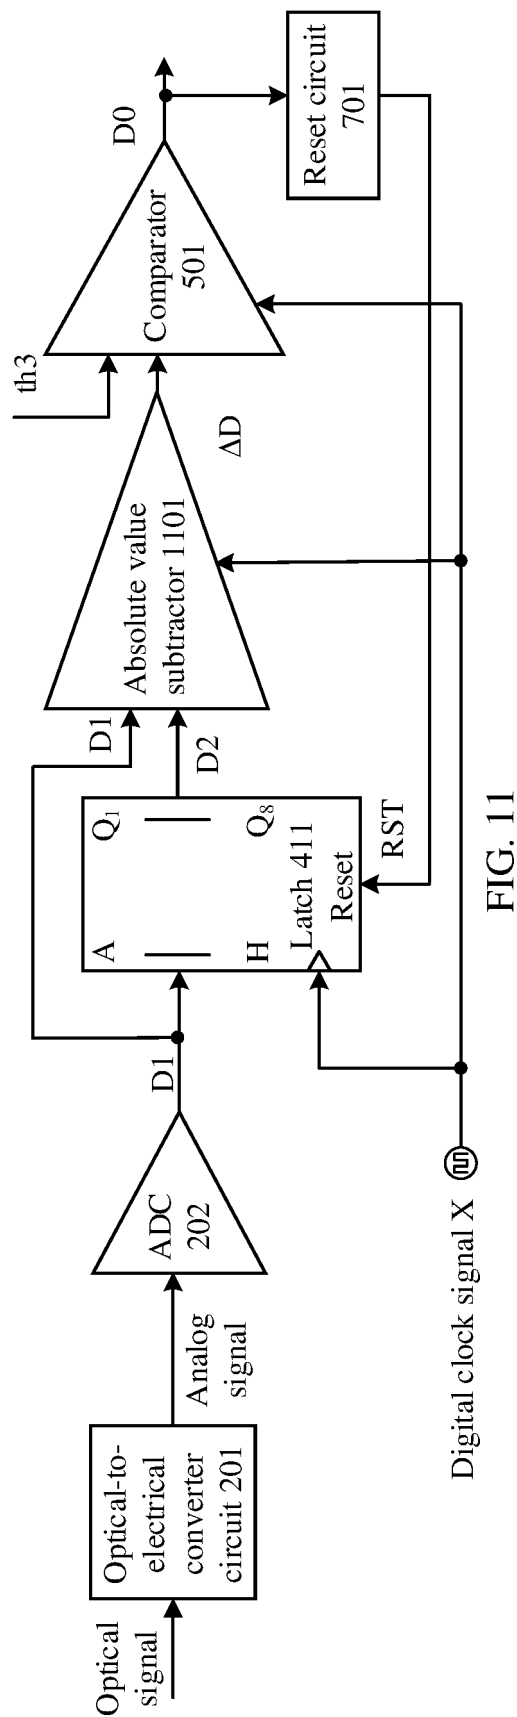 Optical
signal
Optical-to-
electrical
converter
circuit 201
Analog
signal
ADC
202
D1
D1
A
H
Q1
Q8
Latch 411
Reset
RST
D2
Absolute value
subtractor 1101
ΔD
th3
Comparator
501
D0
Reset circuit
701
Digital clock signal X
FIG. 11